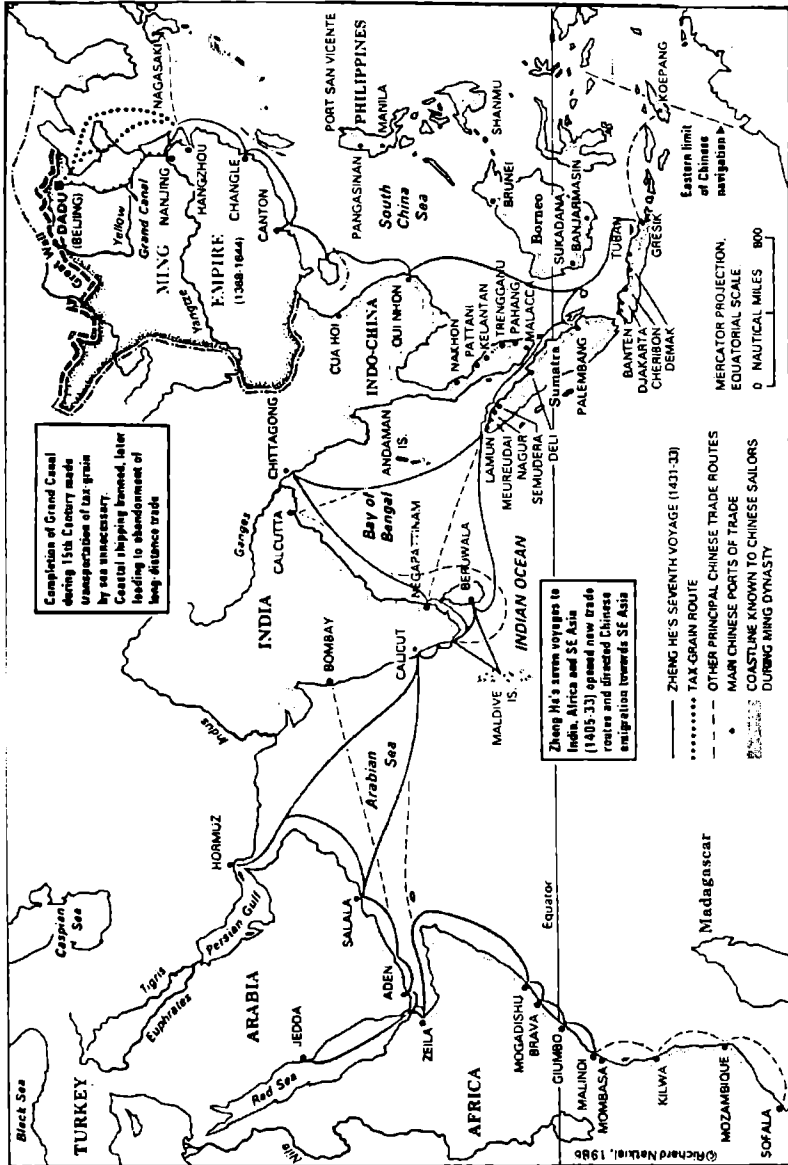 Black Sea
TURKEY
Caspian
Sea
Tigris
Euphrates
Persian Gulf
HORMUZ
ARABIA
JEDDA
Red Sea
Nile
SALALA
ADEN
ZEILA
AFRICA
MOGADISHU
BRAVA
GIUMBO
MALINDI
MOMBASA
KILWA
MOZAMBIQUE
SOFALA
Madagascar
Equator
©Richard Natkiel, 1986
Completion of Grand Canal
during 15th Century made
transportation of tax-grain
by sea unnecessary.
Coastal shipping banned, later
leading to abandonment of
long-distance trade
Indus
INDIA
Ganges
BOMBAY
CALCUTTA
CHITTAGONG
Arabian
Sea
CALICUT
NEGAPATTINAM
BERUWALA
MALDIVE
IS.
Bay of
Bengal
ANDAMAN
IS.
INDIAN OCEAN
Zheng He's seven voyages to
India, Africa and SE Asia
(1405-33) opened new trade
routes and directed Chinese
emigration towards SE Asia
Great Wall
DADU
(BEIJING)
Yellow
Grand Canal
NANJING
HANGZHOU
NAGASAKI
MING
EMPIRE
(1368-1644)
Yangtze
CHANGLE
CANTON
CUA HOI
INDO-CHINA
QUI NHON
NAKHON
PATTANI
KELANTAN
TRENGGANU
PAHANG
MALACCA
LAMURI
MEUREUDAI
NAGUR
SEMUDERA
DELI
Sumatra
PALEMBANG
PORT SAN VICENTE
PHILIPPINES
PANGASINAN
MANILA
South
China
Sea
SHANMU
BRUNEI
Borneo
SUKADANA
BANJARMASIN
TUBAN
GRESIK
BANTEN
DJAKARTA
CHERIBON
DEMAK
KOEPANG
Eastern limit
of Chinese
navigation
ZHENG HE'S SEVENTH VOYAGE (1431-33)
TAX-GRAIN ROUTE
OTHER PRINCIPAL CHINESE TRADE ROUTES
MAIN CHINESE PORTS OF TRADE
COASTLINE KNOWN TO CHINESE SAILORS
DURING MING DYNASTY
MERCATOR PROJECTION,
EQUATORIAL SCALE
0 NAUTICAL MILES 800